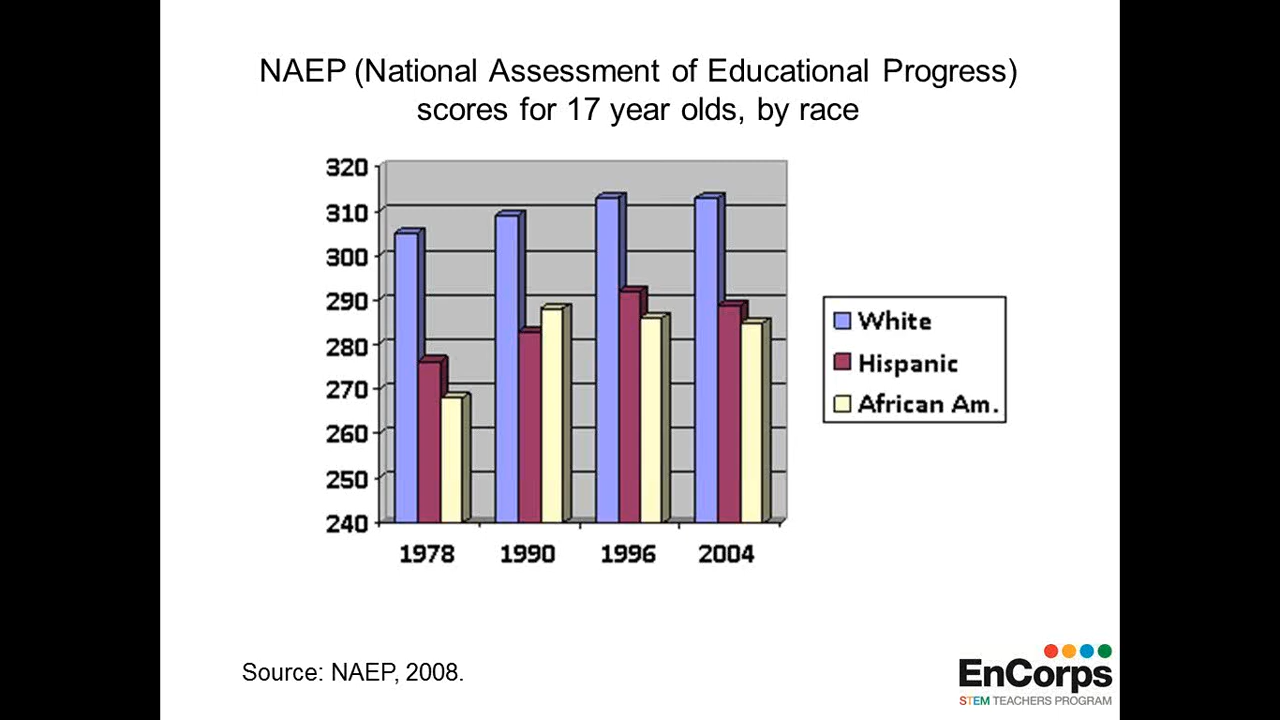 NAEP (National Assessment of Educational Progress)
scores for 17 year olds, by race
320
310
300
290
280
270
260
250
240
1978 1990 1996 2004
White
Hispanic
African Am.
Source: NAEP, 2008.
EnCorps
STEM TEACHERS PROGRAM